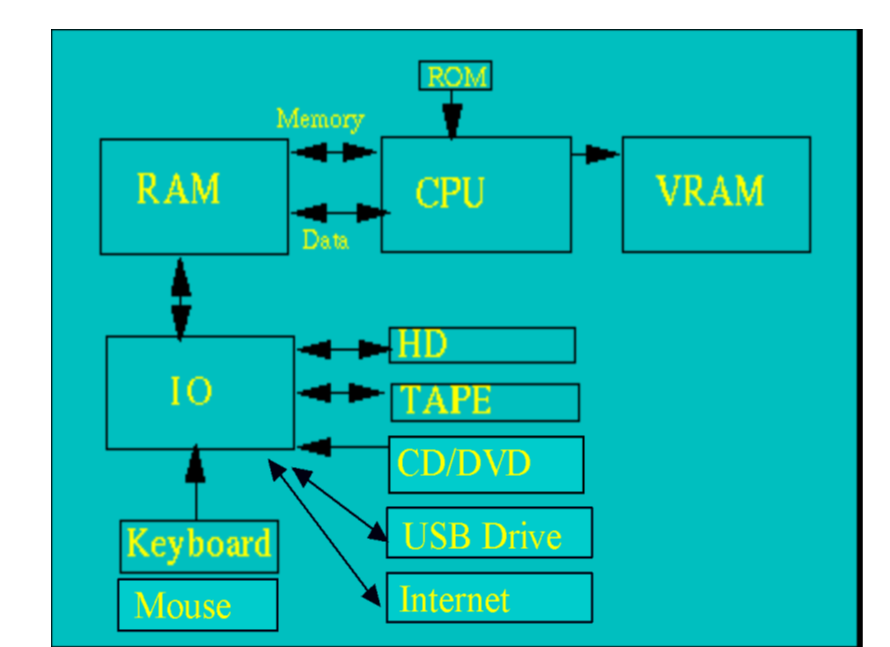 ROM
Memory
RAM
CPU
VRAM
Data
HD
IO
TAPE
CD/DVD
Keyboard
USB Drive
Mouse
Internet